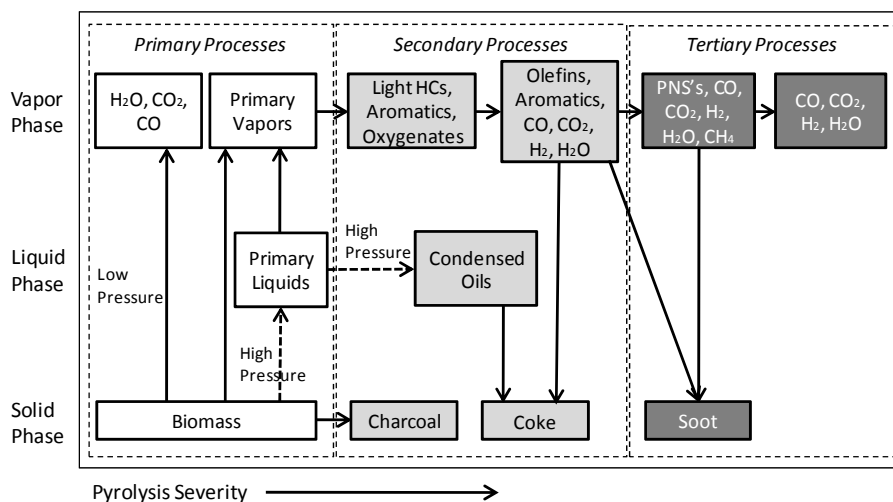 Primary Processes
Secondary Processes
Tertiary Processes
Vapor
Phase
H₂O, CO₂,
CO
Primary
Vapors
Light HCs,
Aromatics,
Oxygenates
Olefins,
Aromatics,
CO, CO₂,
H₂, H₂O
PNS's, CO,
CO₂, H₂,
H₂O, CH₄
CO, CO₂,
H₂, H₂O
Liquid
Phase
Low
Pressure
Primary
Liquids
High
Pressure
Condensed
Oils
High
Pressure
Solid
Phase
Biomass
Charcoal
Coke
Soot
Pyrolysis Severity